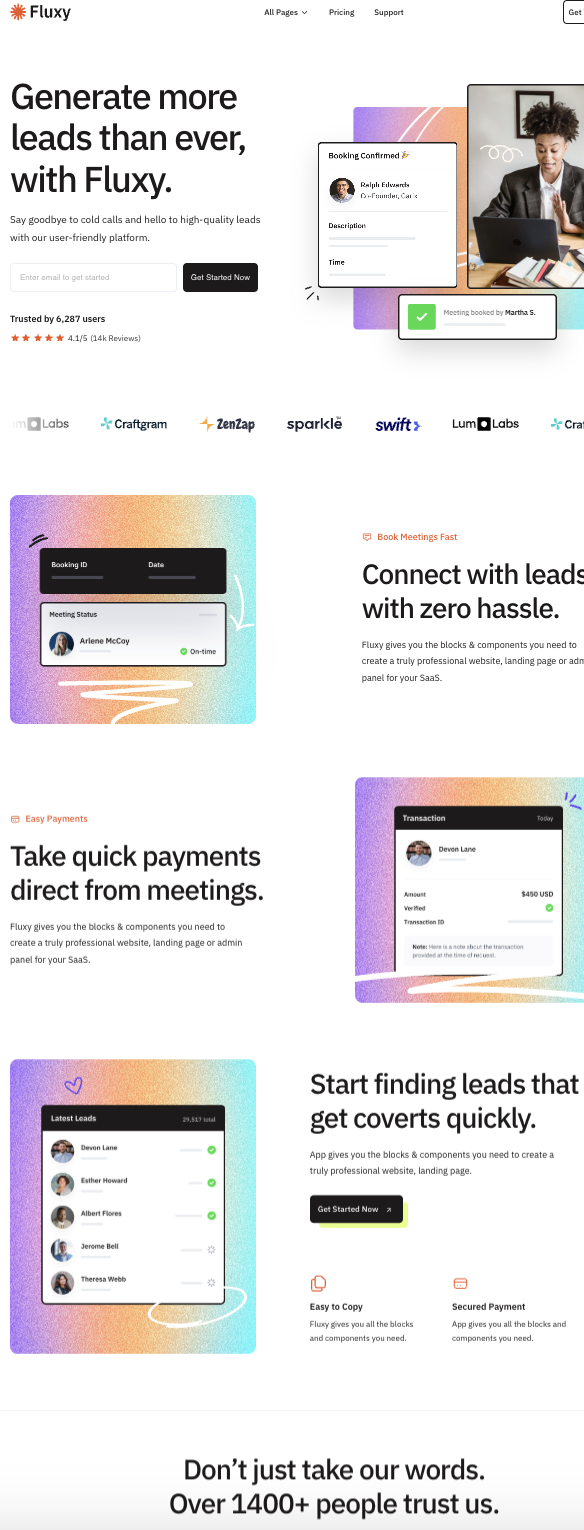 Fluxy
All Pages
Pricing
Support
Get
Generate more
leads than ever,
with Fluxy.
Say goodbye to cold calls and hello to high-quality leads
with our user-friendly platform.
Enter email to get started
Get Started Now
Trusted by 6,287 users
4.1/5 (14k Reviews)
Booking Confirmed
Ralph Edwards
Co-Founder,
Description
Time
Meeting booked by Martha S.
Labs
Craftgram
ZenZap
sparkle
swift
Lum Labs
Craf
Booking ID
Date
Meeting Status
Arlene McCoy
On-time
Book Meetings Fast
Connect with leads
with zero hassle.
Fluxy gives you the blocks & components you need to
create a truly professional website, landing page or adm
panel for your SaaS.
Easy Payments
Take quick payments
direct from meetings.
Fluxy gives you the blocks & components you need to
create a truly professional website, landing page or admin
panel for your SaaS.
Transaction
Today
Devon Lane
Amount
$450 USD
Verified
Transaction ID
Note: Here is a note about the transaction
provided at the time of request.
Latest Leads
29,517 total
Devon Lane
Esther Howard
Albert Flores
Jerome Bell
Theresa Webb
Start finding leads that
get coverts quickly.
App gives you the blocks & components you need to create a
truly professional website, landing page.
Get Started Now
Easy to Copy
Fluxy gives you all the blocks
and components you need.
Secured Payment
App gives you all the blocks and
components you need.
Don’t just take our words.
Over 1400+ people trust us.